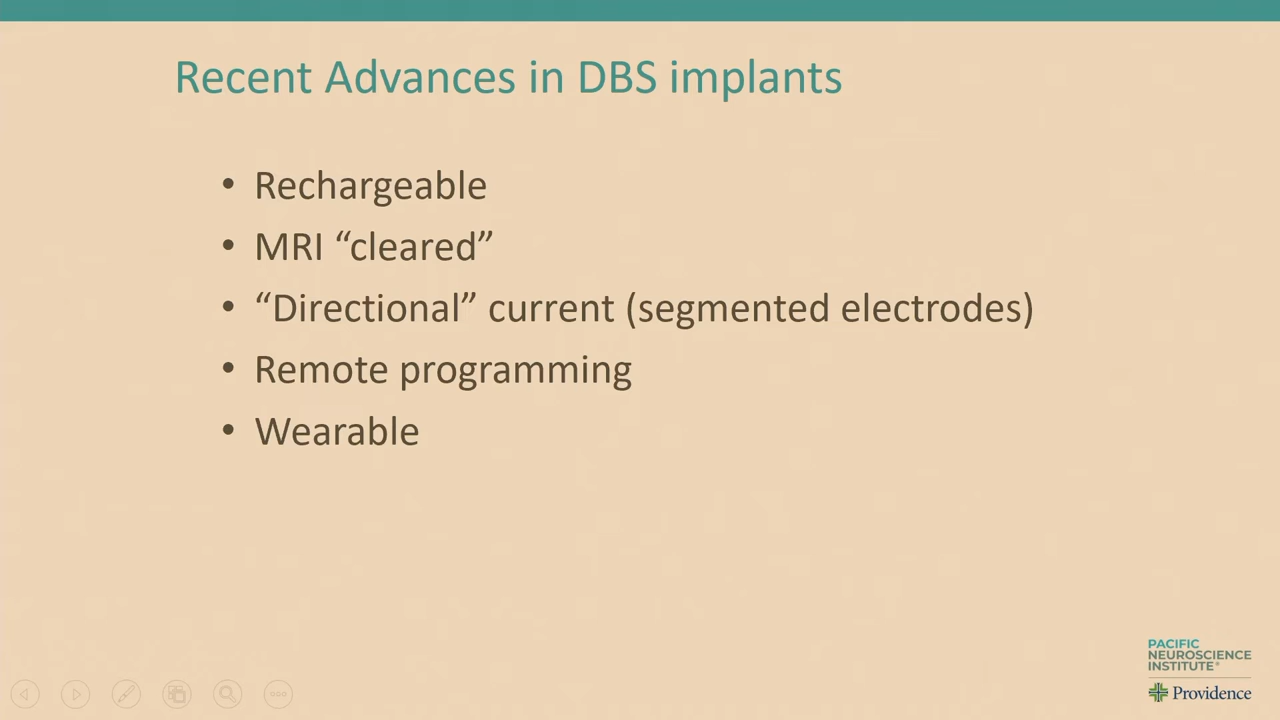 Recent Advances in DBS implants
• Rechargeable
• MRI “cleared”
• “Directional” current (segmented electrodes)
• Remote programming
• Wearable
PACIFIC
NEUROSCIENCE
INSTITUTE®
Providence